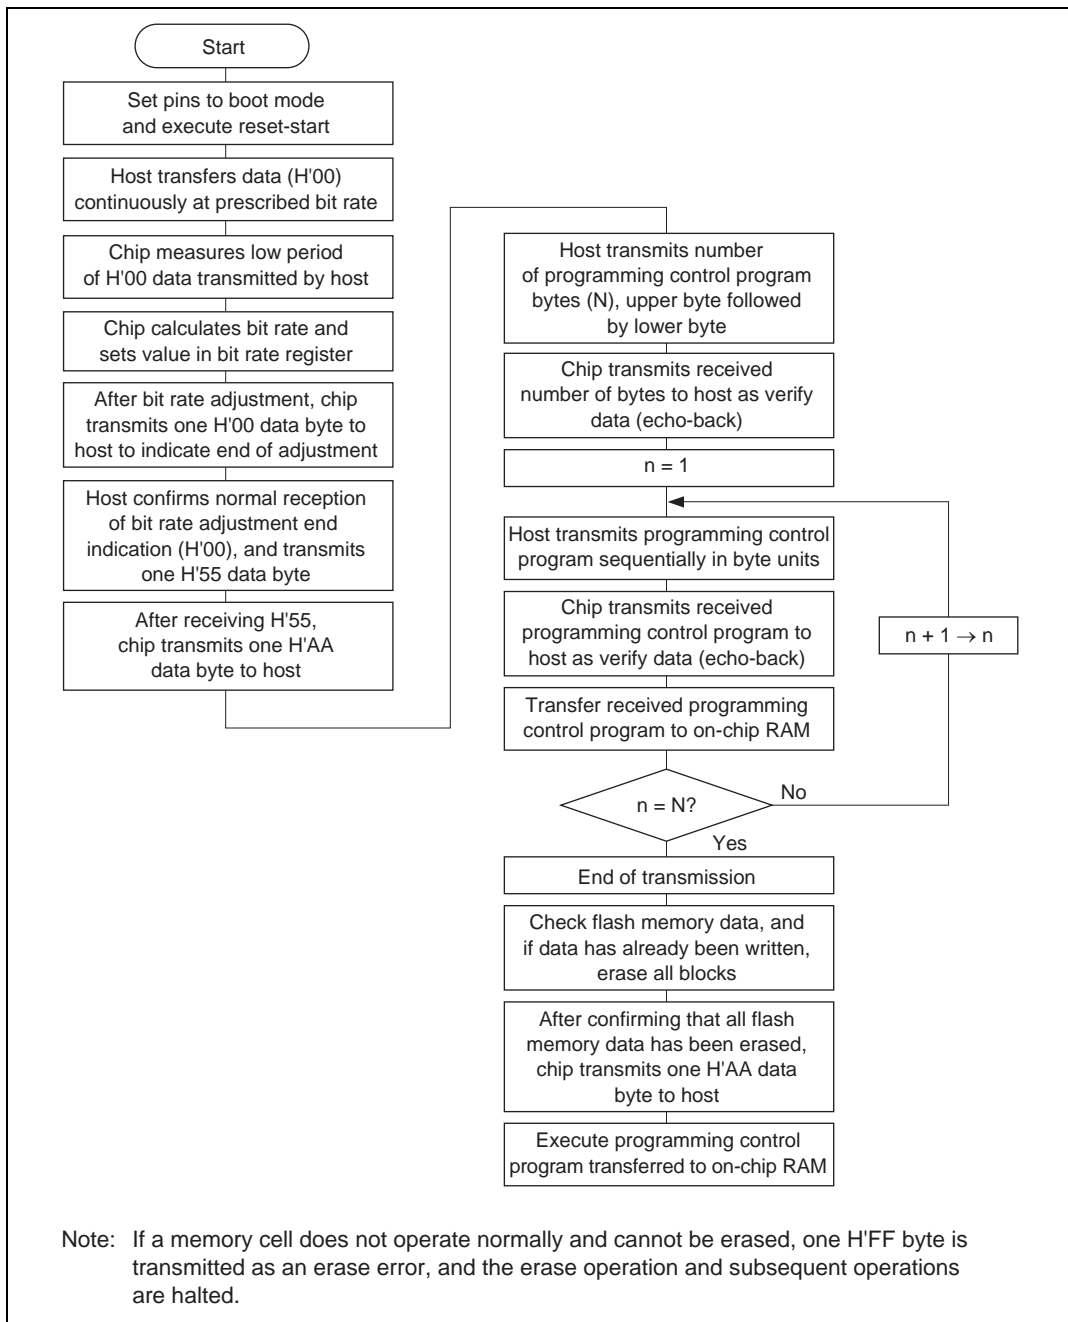 Start
Set pins to boot mode
and execute reset-start
Host transfers data (H'00)
continuously at prescribed bit rate
Chip measures low period
of H'00 data transmitted by host
Chip calculates bit rate and
sets value in bit rate register
After bit rate adjustment, chip
transmits one H'00 data byte to
host to indicate end of adjustment
Host confirms normal reception
of bit rate adjustment end
indication (H'00), and transmits
one H'55 data byte
After receiving H'55,
chip transmits one H'AA
data byte to host
Host transmits number
of programming control program
bytes (N), upper byte followed
by lower byte
Chip transmits received
number of bytes to host as verify
data (echo-back)
n = 1
Host transmits programming control
program sequentially in byte units
Chip transmits received
programming control program to
host as verify data (echo-back)
n + 1 → n
Transfer received programming
control program to on-chip RAM
n = N?
No
Yes
End of transmission
Check flash memory data, and
if data has already been written,
erase all blocks
After confirming that all flash
memory data has been erased,
chip transmits one H'AA data
byte to host
Execute programming control
program transferred to on-chip RAM
Note: If a memory cell does not operate normally and cannot be erased, one H'FF byte is
transmitted as an erase error, and the erase operation and subsequent operations
are halted.